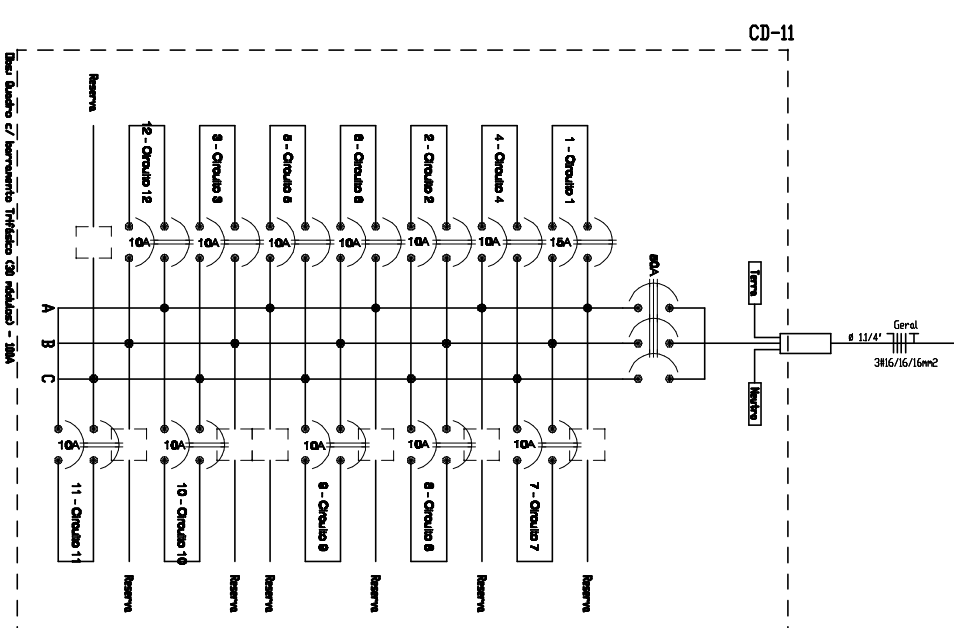 CD-11
Obs: Quadro c/ barramento Trifásico (30 módulos) - 100A
Reserva
12 - Circuito 12
3 - Circuito 3
5 - Circuito 5
6 - Circuito 6
2 - Circuito 2
4 - Circuito 4
1 - Circuito 1
10A
10A
10A
10A
10A
10A
15A
Terra
A
B
C
Geral
ø 1.1/4"
3#16/16/16mm2
Neutro
10A
10A
10A
10A
10A
11 - Circuito 11
10 - Circuito 10
9 - Circuito 9
8 - Circuito 8
7 - Circuito 7
Reserva
Reserva
Reserva
Reserva
Reserva
Reserva